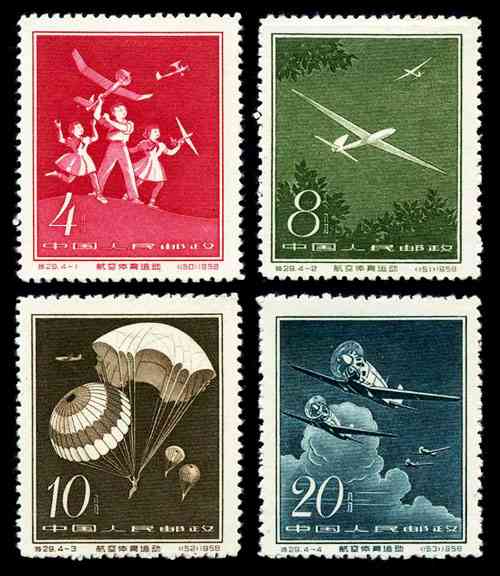 4分
中国人民邮政
特29.4-1 航空体育运动 (150)1958
8分
中国人民邮政
特29.4-2 航空体育运动 (151)1958
10分
中国人民邮政
特29.4-3 航空体育运动 (152)1958
20分
中国人民邮政
特29.4-4 航空体育运动 (153)1958